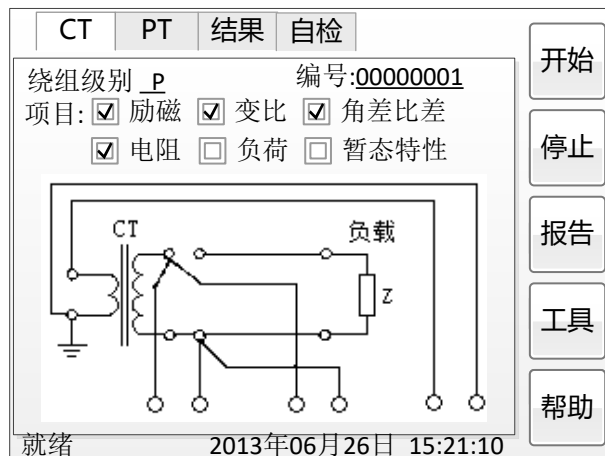 CT PT 结果 自检
绕组级别 P 编号:00000001
项目: 励磁 变比 角差比差
电阻 负荷 暂态特性
CT 负载
Z
就绪 2013年06月26日 15:21:10
开始
停止
报告
工具
帮助